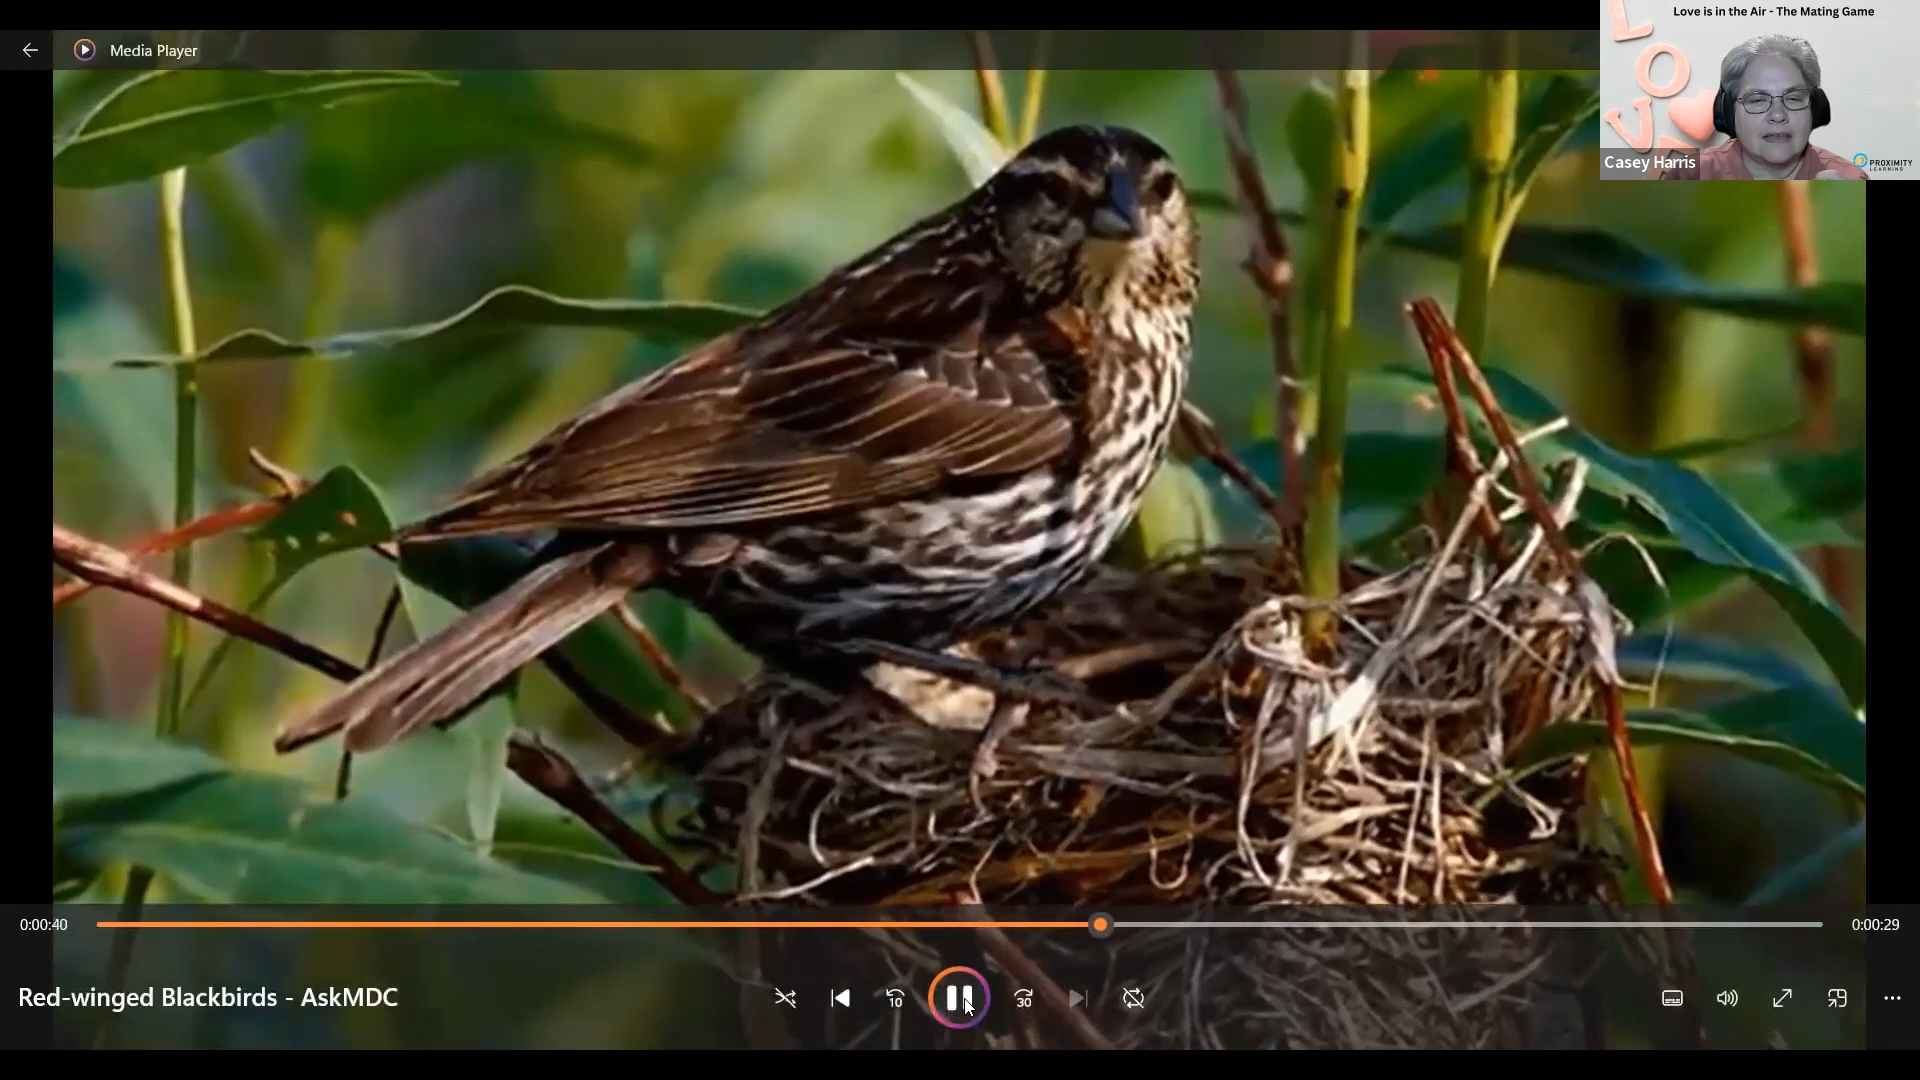 Media Player
Love is in the Air - The Mating Game
LOVE
Casey Harris
PROXIMITY
LEARNING
0:00:40
0:00:29
Red-winged Blackbirds - AskMDC
10
30